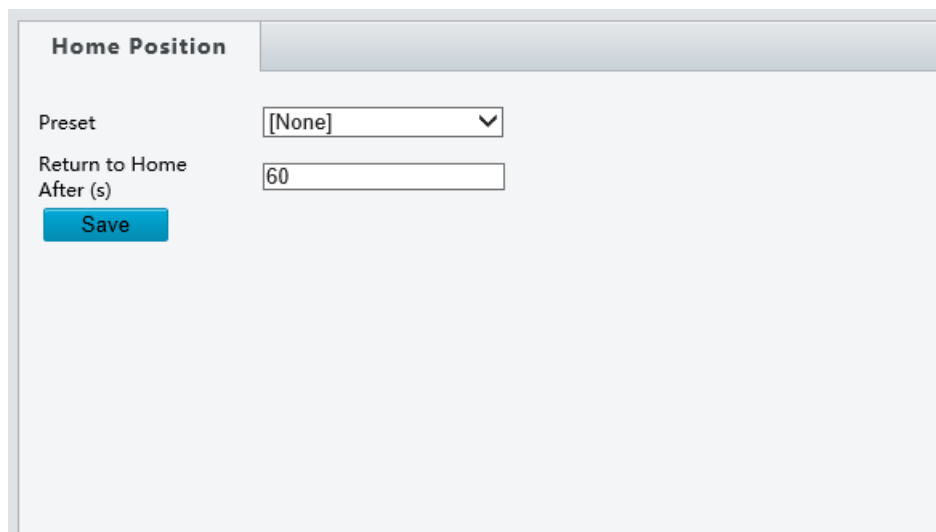 Home Position
Preset
[None]
Return to Home
After (s)
60
Save